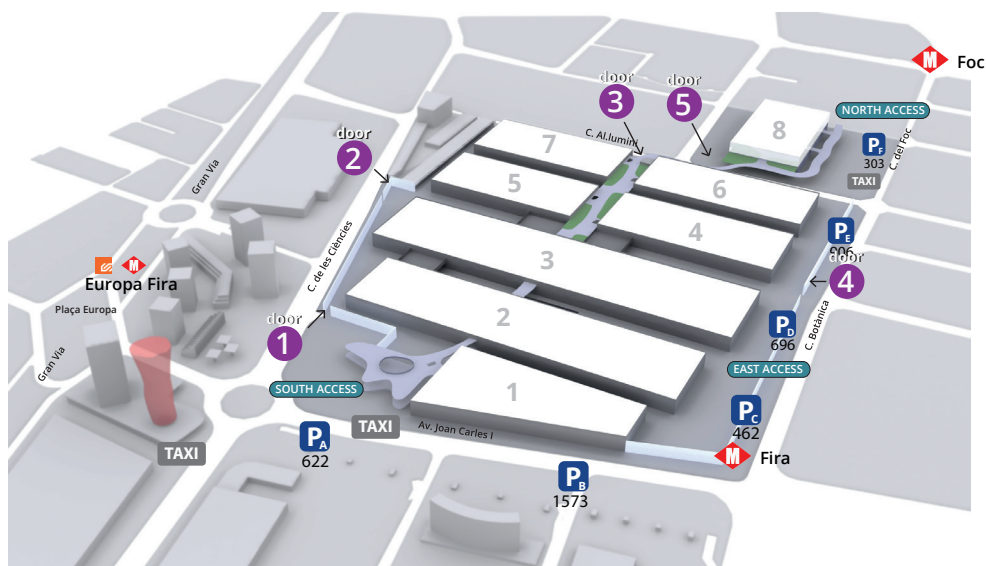 M
Foc
door
3
door
5
NORTH ACCESS
8
C. Al.lumini
7
PF
303
C. del Foc
TAXI
door
2
Gran Via
5
6
4
PE
906
door
4
C. de les Ciències
3
M
Europa Fira
Plaça Europa
door
1
2
C. Botànica
PD
696
Gran Via
EAST ACCESS
SOUTH ACCESS
1
PC
462
TAXI
Av. Joan Carles I
PA
622
TAXI
M
Fira
PB
1573